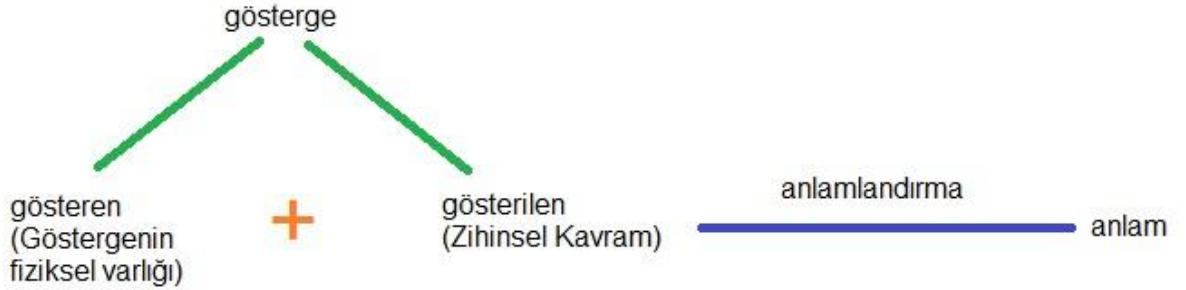 gösterge
gösteren
(Göstergenin
fiziksel varlığı)
+
gösterilen
(Zihinsel Kavram)
anlamlandırma
anlam